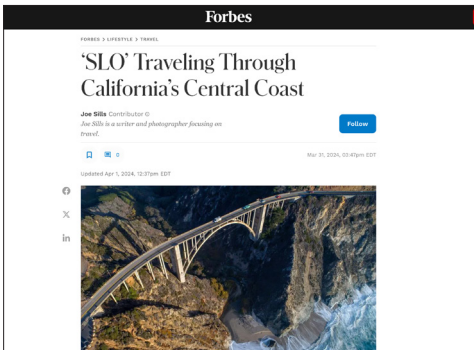 Forbes
FORBES > LIFESTYLE > TRAVEL
‘SLO’ Traveling Through
California’s Central Coast
Joe Sills Contributor ©
Joe Sills is a writer and photographer focusing on
travel.
Follow
0
Mar 31, 2024, 03:47pm EDT
Updated Apr 1, 2024, 12:37pm EDT